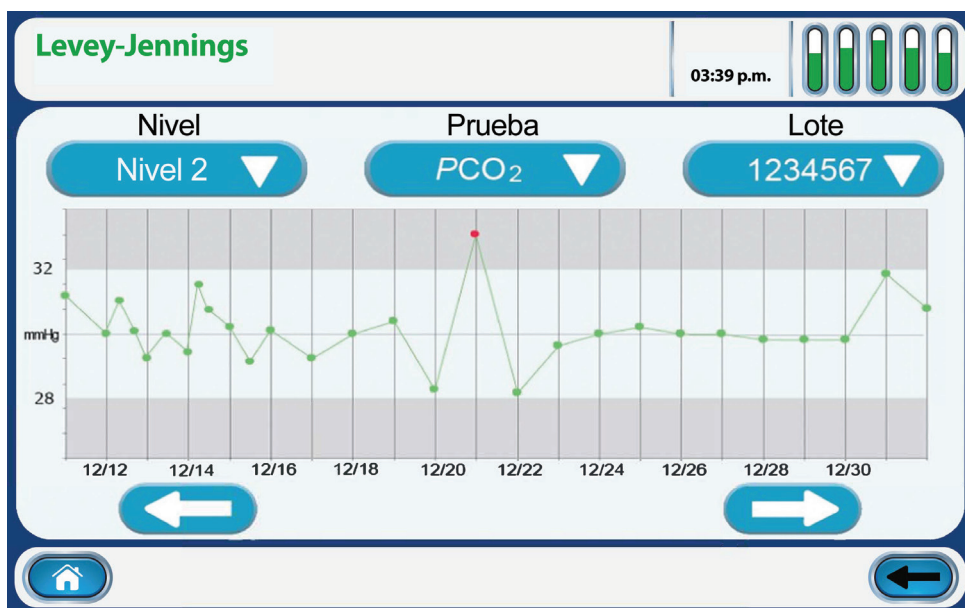 Levey-Jennings
03:39 p.m.
Nivel Prueba Lote
Nivel 2 PCO2 1234567
32
mmHg
28
12/12 12/14 12/16 12/18 12/20 12/22 12/24 12/26 12/28 12/30